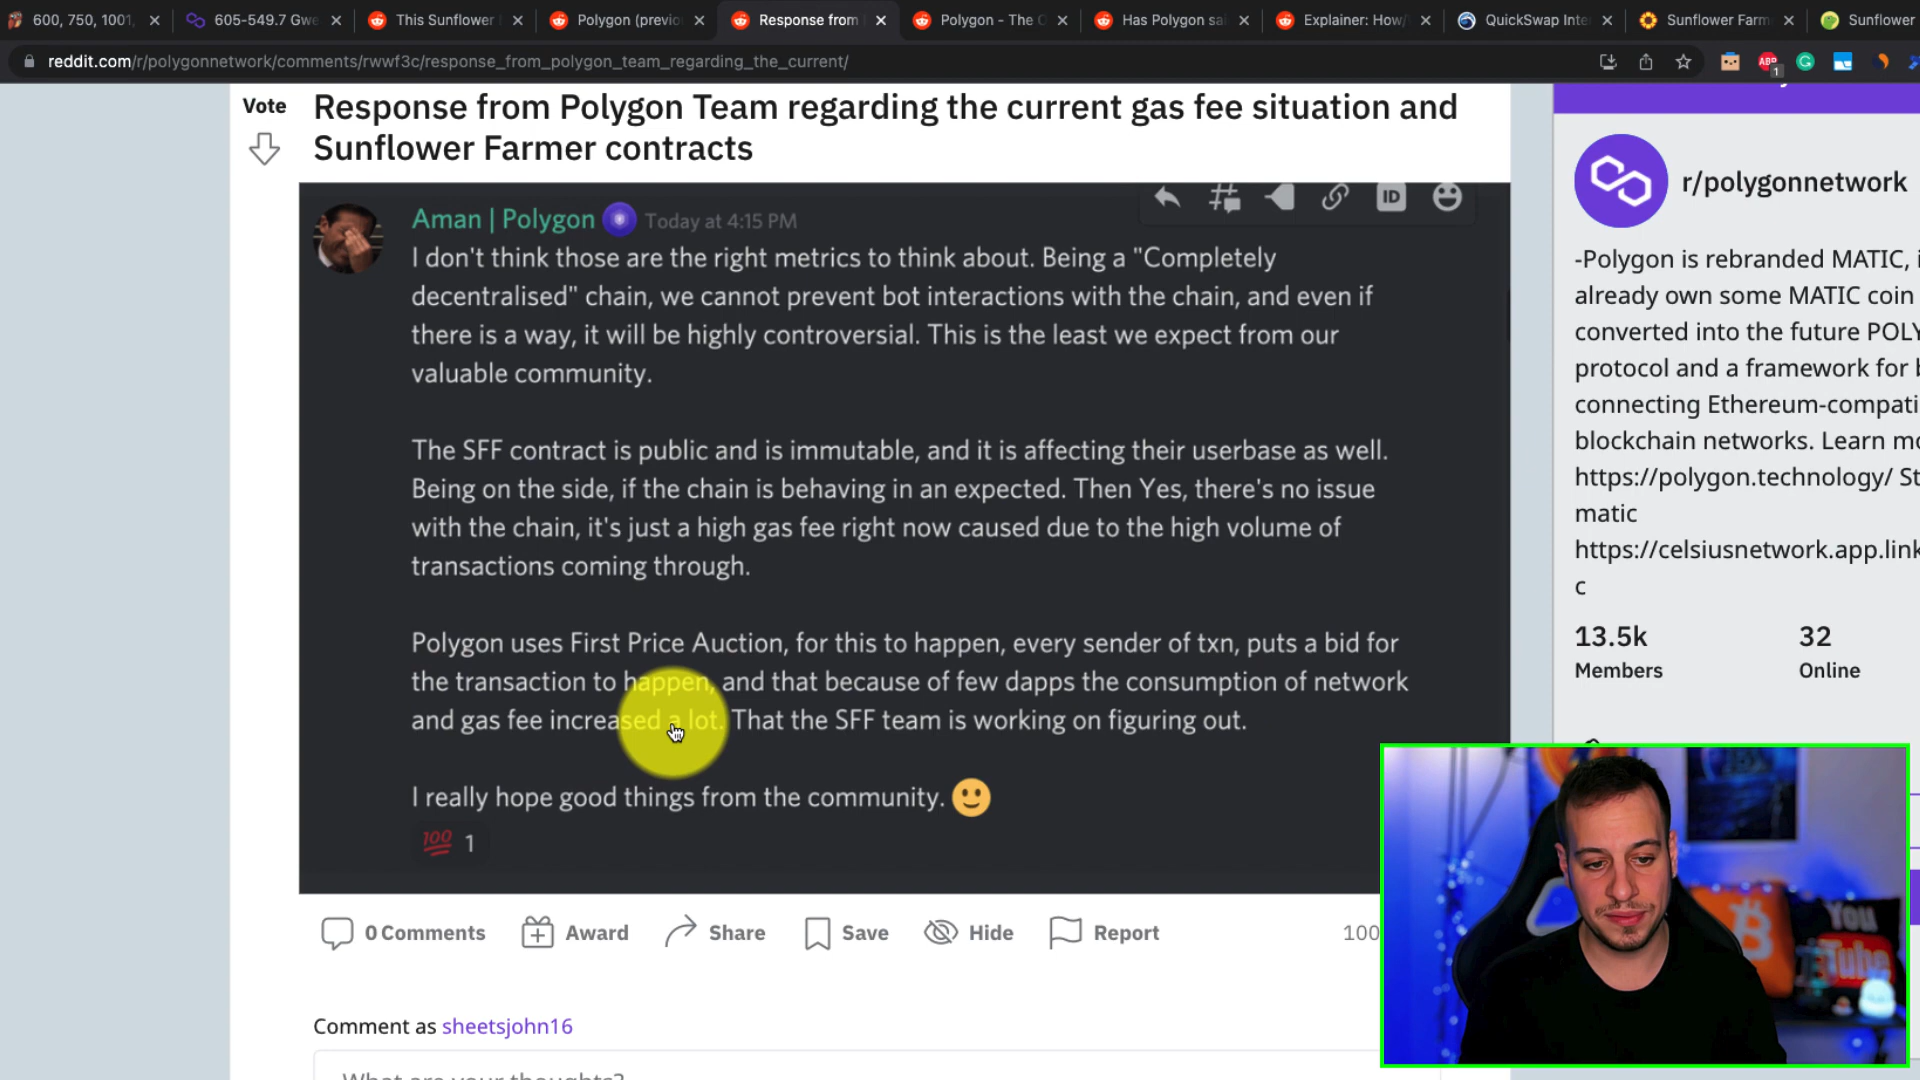 600, 750, 1001,
605-549.7 Gwe
This Sunflower
Polygon (previo
Response from
Polygon - The
Has Polygon sai
Explainer: How
QuickSwap Inte
Sunflower Farm
Sunflower
reddit.com/r/polygonnetwork/comments/rwwf3c/response_from_polygon_team_regarding_the_current/
ABP
1
Vote
Response from Polygon Team regarding the current gas fee situation and
Sunflower Farmer contracts
Aman | Polygon Today at 4:15 PM
ID
I don't think those are the right metrics to think about. Being a "Completely
decentralised" chain, we cannot prevent bot interactions with the chain, and even if
there is a way, it will be highly controversial. This is the least we expect from our
valuable community.
The SFF contract is public and is immutable, and it is affecting their userbase as well.
Being on the side, if the chain is behaving in an expected. Then Yes, there's no issue
with the chain, it's just a high gas fee right now caused due to the high volume of
transactions coming through.
Polygon uses First Price Auction, for this to happen, every sender of txn, puts a bid for
the transaction to happen, and that because of few dapps the consumption of network
and gas fee increased a lot. That the SFF team is working on figuring out.
I really hope good things from the community.
100 1
0 Comments Award Share Save Hide Report 100
Comment as sheetsjohn16
What are your thoughts?
r/polygonnetwork
-Polygon is rebranded MATIC, i
already own some MATIC coin
converted into the future POLY
protocol and a framework for b
connecting Ethereum-compati
blockchain networks. Learn mo
https://polygon.technology/ St
matic
https://celsiusnetwork.app.link
c
13.5k 32
Members Online
You
Tube